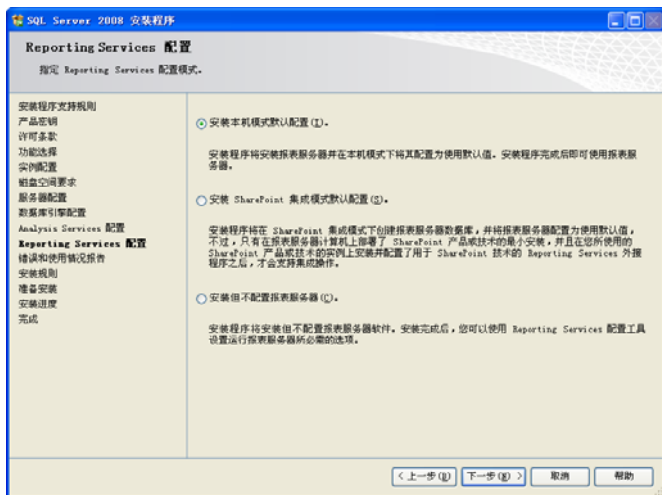 SQL Server 2008 安装程序
Reporting Services 配置
指定 Reporting Services 配置模式。
安装程序支持规则
产品密钥
许可条款
功能选择
实例配置
磁盘空间要求
服务器配置
数据库引擎配置
Analysis Services 配置
Reporting Services 配置
错误和使用情况报告
安装规则
准备安装
安装进度
完成
安装本机模式默认配置(I)。
安装程序将安装报表服务器并在本机模式下将其配置为使用默认值。安装程序完成后即可使用报表服
务器。
安装 SharePoint 集成模式默认配置(S)。
安装程序将在 SharePoint 集成模式下创建报表服务器数据库，并将报表服务器配置为使用默认值，
不过，只有在报表服务器计算机上部署了 SharePoint 产品或技术的最小安装，并且在您所使用的
SharePoint 产品或技术的实例上安装并配置了用于 SharePoint 技术的 Reporting Services 外接
程序之后，才会支持集成操作。
安装但不配置报表服务器(C)。
安装程序将安装但不配置报表服务器软件。安装完成后，您可以使用 Reporting Services 配置工具
设置运行报表服务器所必需的选项。
< 上一步(B) 下一步(N) > 取消 帮助